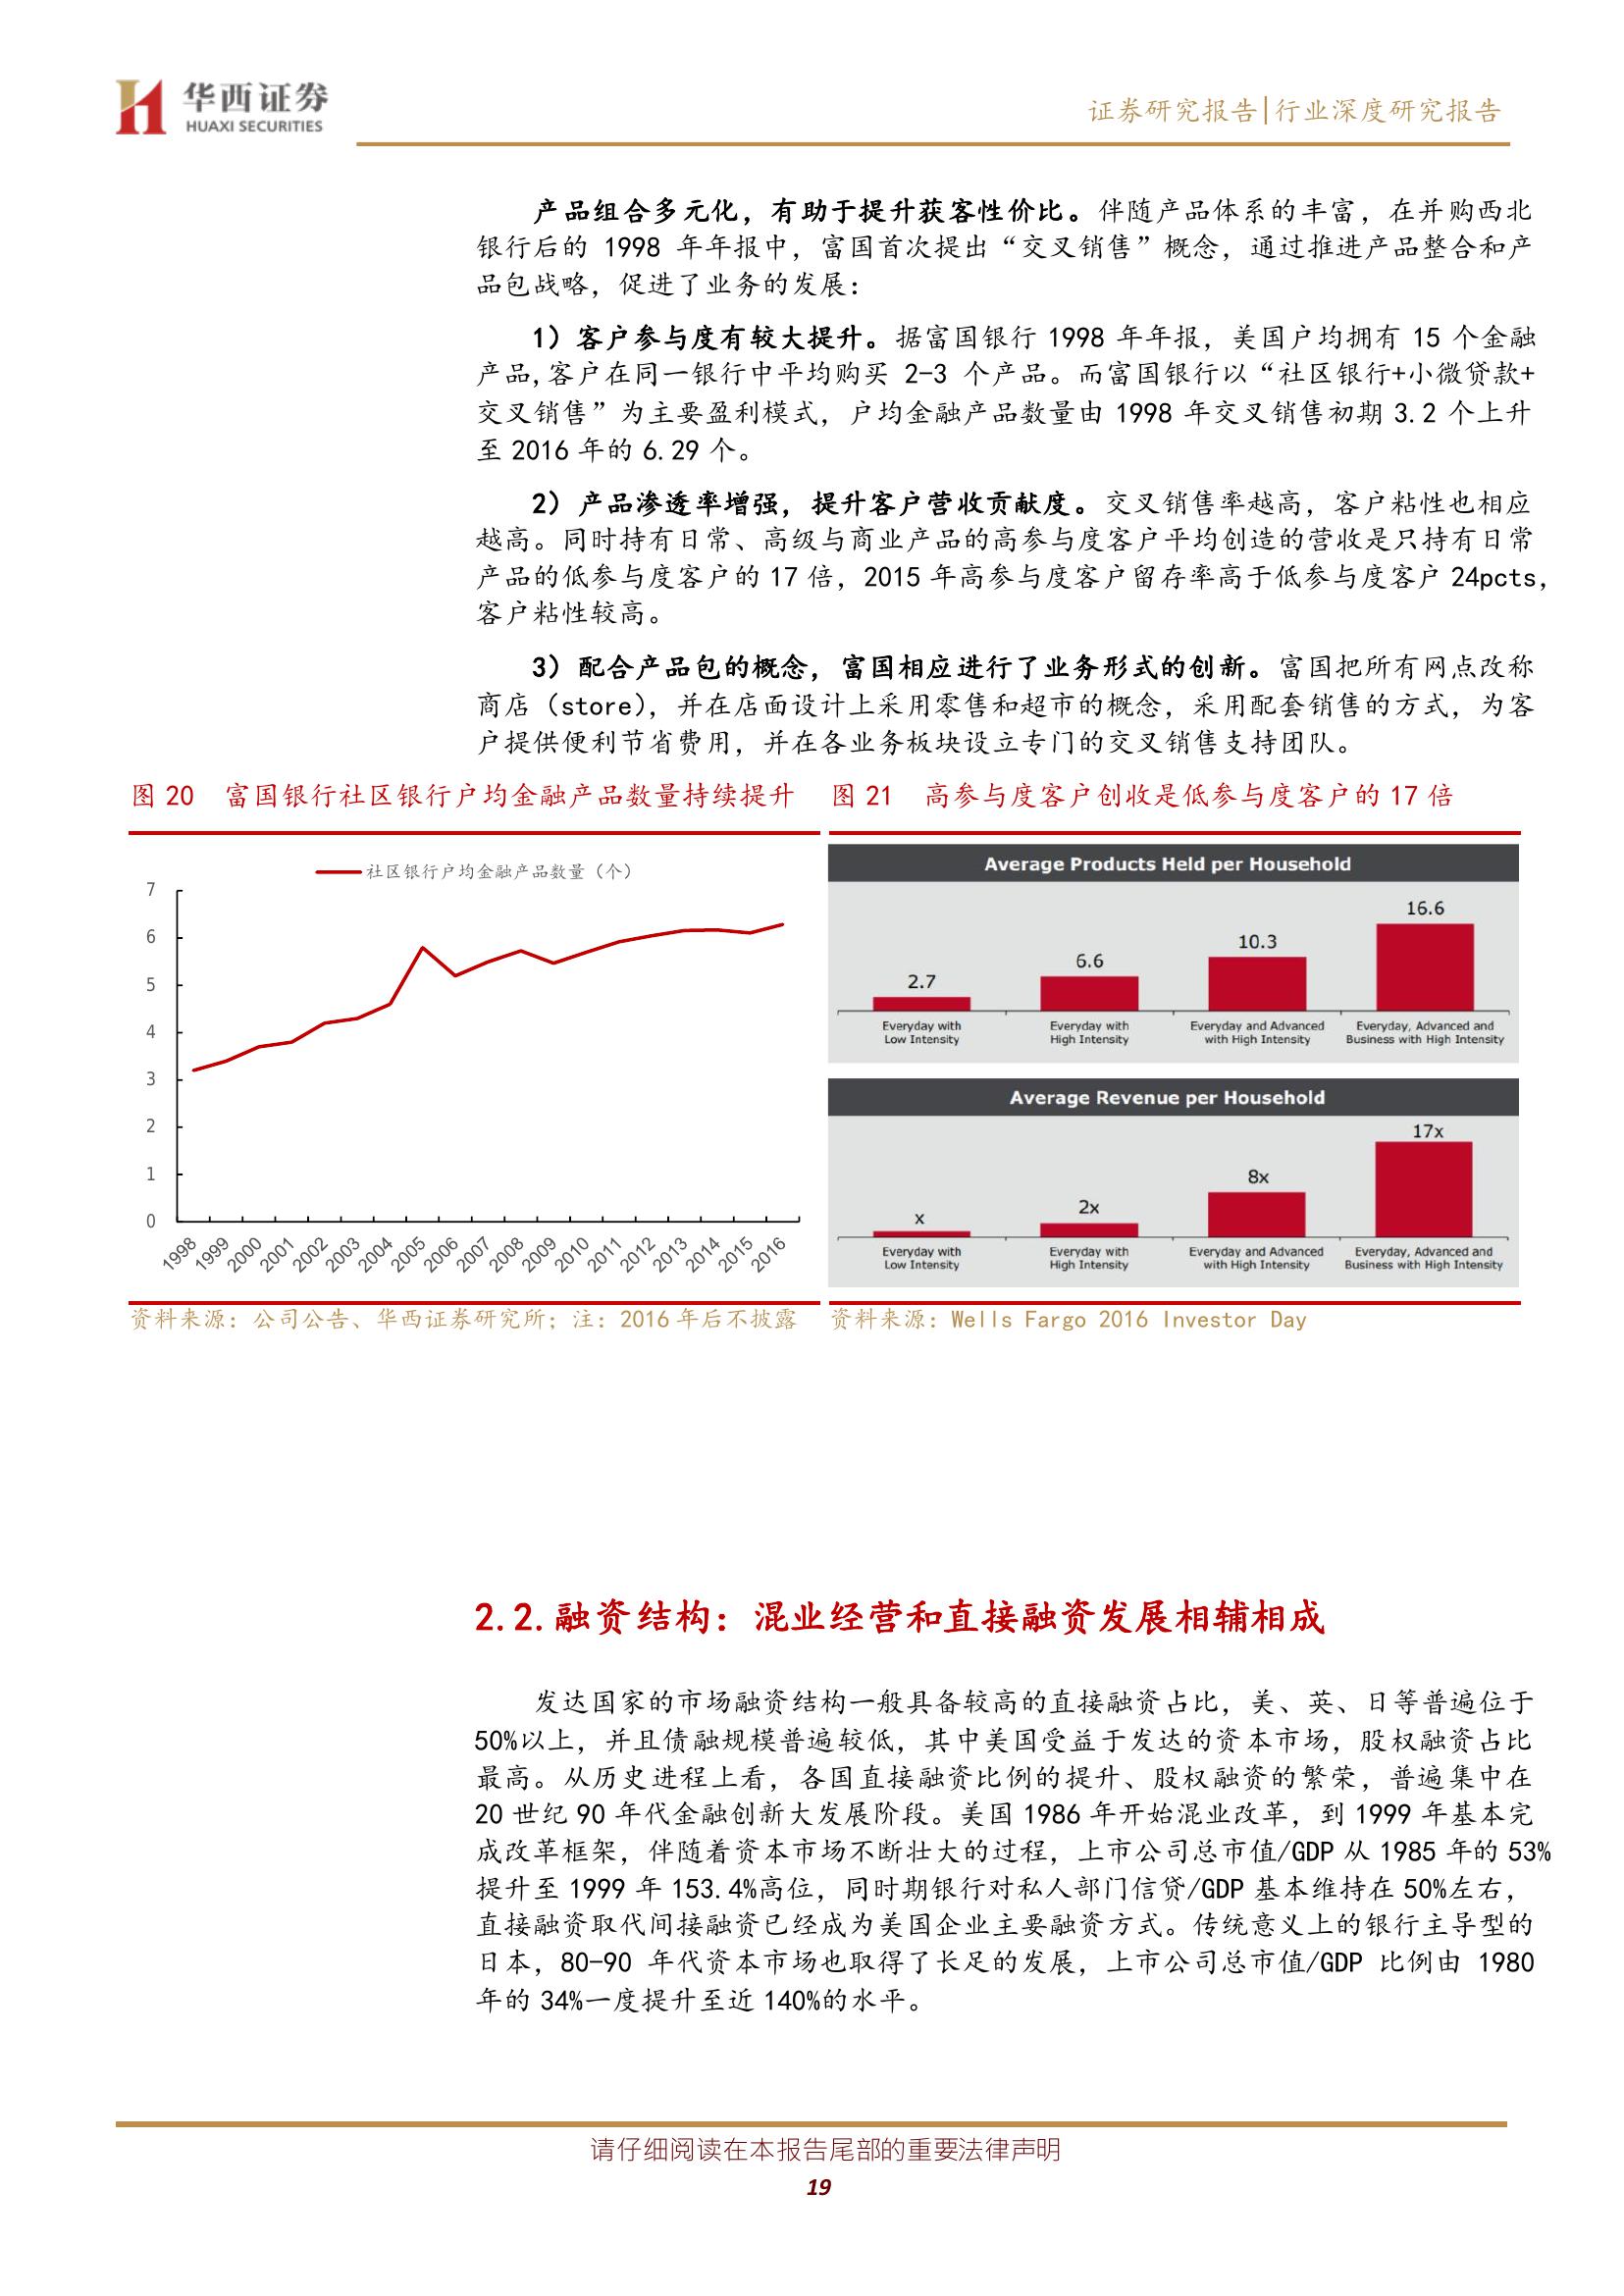 华西证券
HUAXI SECURITIES
证券研究报告|行业深度研究报告
产品组合多元化，有助于提升获客性价比。伴随产品体系的丰富，在并购西北
银行后的 1998 年年报中，富国首次提出“交叉销售”概念，通过推进产品整合和产
品包战略，促进了业务的发展：
1）客户参与度有较大提升。据富国银行 1998 年年报，美国户均拥有 15 个金融
产品,客户在同一银行中平均购买 2-3 个产品。而富国银行以“社区银行+小微贷款+
交叉销售”为主要盈利模式，户均金融产品数量由 1998 年交叉销售初期 3.2 个上升
至 2016 年的 6.29 个。
2）产品渗透率增强，提升客户营收贡献度。交叉销售率越高，客户粘性也相应
越高。同时持有日常、高级与商业产品的高参与度客户平均创造的营收是只持有日常
产品的低参与度客户的 17 倍，2015 年高参与度客户留存率高于低参与度客户 24pcts，
客户粘性较高。
3）配合产品包的概念，富国相应进行了业务形式的创新。富国把所有网点改称
商店（store），并在店面设计上采用零售和超市的概念，采用配套销售的方式，为客
户提供便利节省费用，并在各业务板块设立专门的交叉销售支持团队。
图 20 富国银行社区银行户均金融产品数量持续提升
社区银行户均金融产品数量（个）
7
6
5
4
3
2
1
0
1998 1999 2000 2001 2002 2003 2004 2005 2006 2007 2008 2009 2010 2011 2012 2013 2014 2015 2016
资料来源：公司公告、华西证券研究所；注：2016 年后不披露
图 21 高参与度客户创收是低参与度客户的 17 倍
Average Products Held per Household
2.7 6.6 10.3 16.6
Everyday with Everyday with Everyday and Advanced Everyday, Advanced and
Low Intensity High Intensity with High Intensity Business with High Intensity
Average Revenue per Household
x 2x 8x 17x
Everyday with Everyday with Everyday and Advanced Everyday, Advanced and
Low Intensity High Intensity with High Intensity Business with High Intensity
资料来源：Wells Fargo 2016 Investor Day
2.2.融资结构：混业经营和直接融资发展相辅相成
发达国家的市场融资结构一般具备较高的直接融资占比，美、英、日等普遍位于
50%以上，并且债融规模普遍较低，其中美国受益于发达的资本市场，股权融资占比
最高。从历史进程上看，各国直接融资比例的提升、股权融资的繁荣，普遍集中在
20 世纪 90 年代金融创新大发展阶段。美国 1986 年开始混业改革，到 1999 年基本完
成改革框架，伴随着资本市场不断壮大的过程，上市公司总市值/GDP 从 1985 年的 53%
提升至 1999 年 153.4%高位，同时期银行对私人部门信贷/GDP 基本维持在 50%左右，
直接融资取代间接融资已经成为美国企业主要融资方式。传统意义上的银行主导型的
日本，80-90 年代资本市场也取得了长足的发展，上市公司总市值/GDP 比例由 1980
年的 34%一度提升至近 140%的水平。
请仔细阅读在本报告尾部的重要法律声明
19